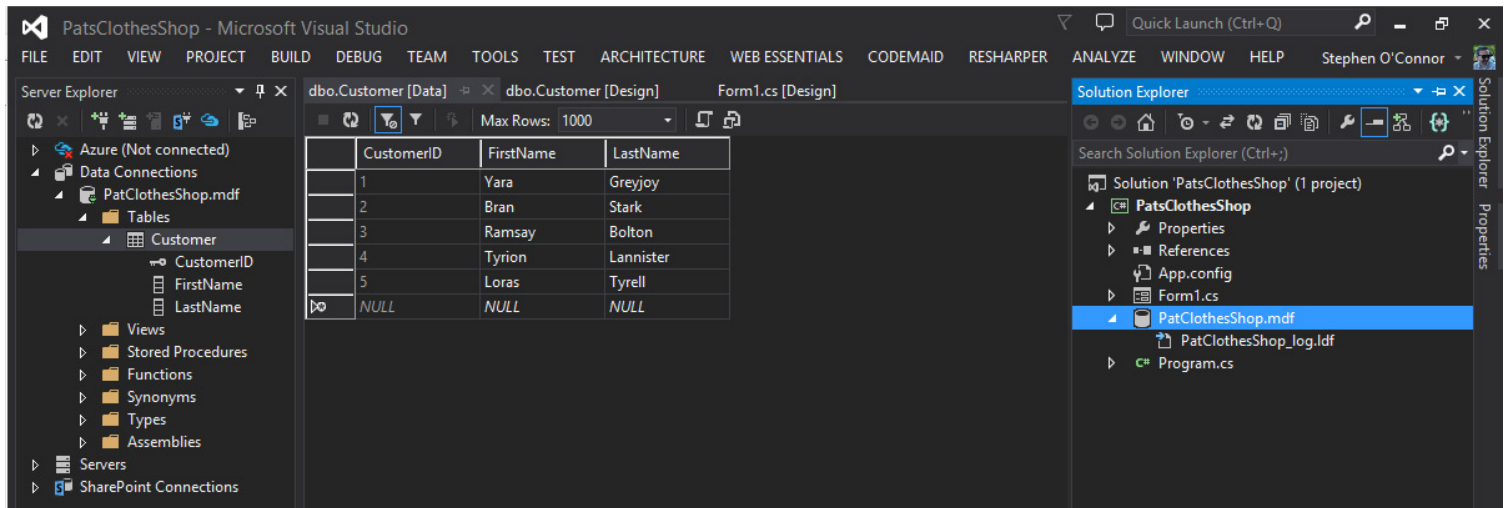 PatsClothesShop - Microsoft Visual Studio
Quick Launch (Ctrl+Q)
FILE EDIT VIEW PROJECT BUILD DEBUG TEAM TOOLS TEST ARCHITECTURE WEB ESSENTIALS CODEMAID RESHARPER ANALYZE WINDOW HELP Stephen O'Connor
Server Explorer
Azure (Not connected)
Data Connections
PatClothesShop.mdf
Tables
Customer
CustomerID
FirstName
LastName
Views
Stored Procedures
Functions
Synonyms
Types
Assemblies
Servers
SharePoint Connections
dbo.Customer [Data] dbo.Customer [Design] Form1.cs [Design]
Max Rows: 1000
CustomerID FirstName LastName
1 Yara Greyjoy
2 Bran Stark
3 Ramsay Bolton
4 Tyrion Lannister
5 Loras Tyrell
NULL NULL NULL
Solution Explorer
Search Solution Explorer (Ctrl+;)
Solution 'PatsClothesShop' (1 project)
C# PatsClothesShop
Properties
References
App.config
Form1.cs
PatClothesShop.mdf
PatClothesShop_log.ldf
C# Program.cs
Solution Explorer
Properties